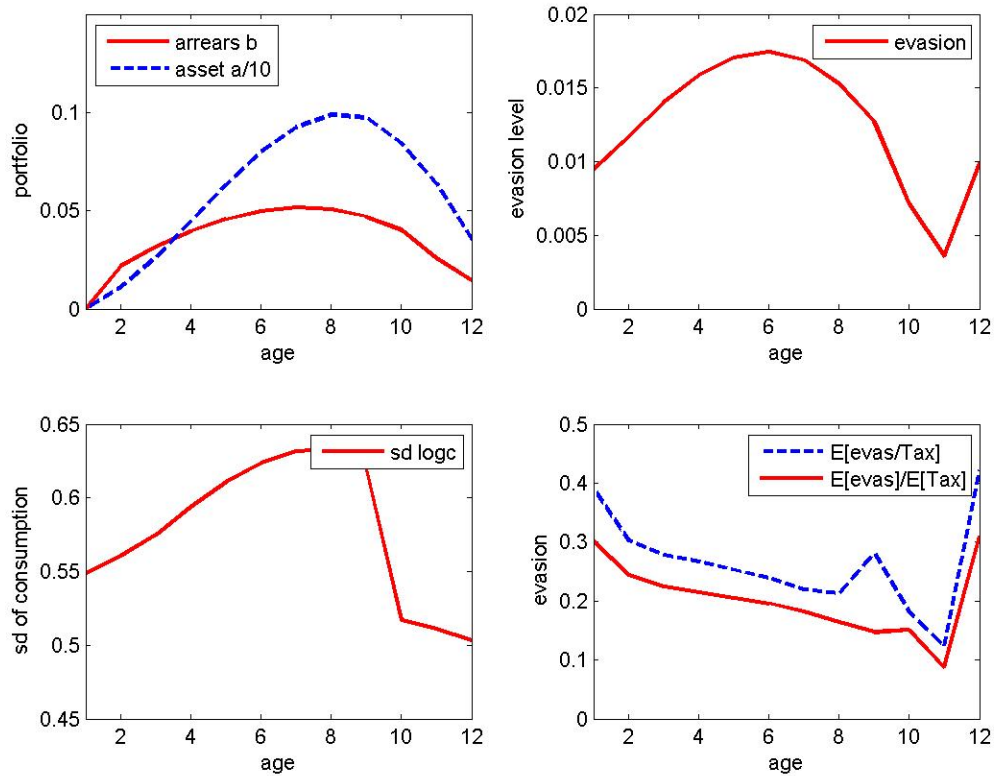 arrears b
asset a/10
portfolio
0.1
0.05
0
2 4 6 8 10 12
age
evasion
evasion level
0.02
0.015
0.01
0.005
0
2 4 6 8 10 12
age
sd logc
sd of consumption
0.65
0.6
0.55
0.5
0.45
2 4 6 8 10 12
age
E[evas/Tax]
E[evas]/E[Tax]
evasion
0.5
0.4
0.3
0.2
0.1
0
2 4 6 8 10 12
age